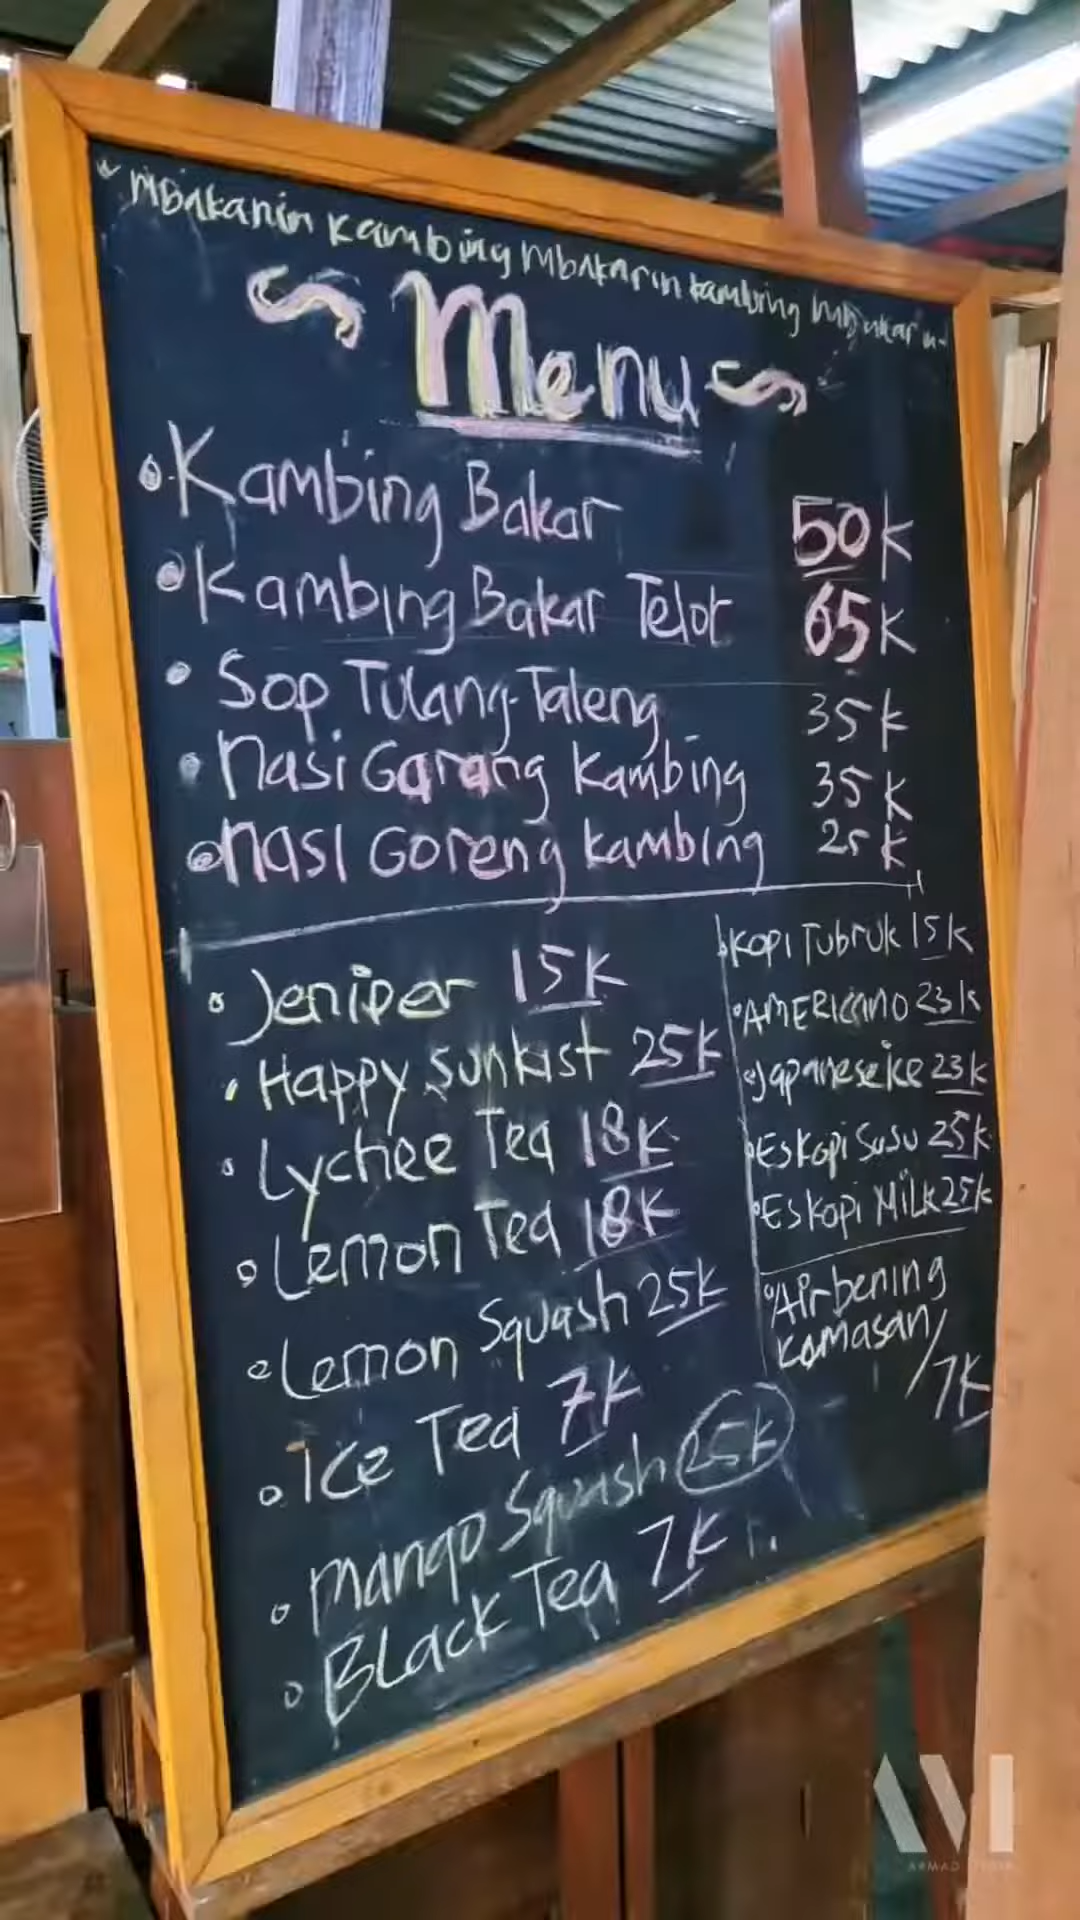 mbakarin kambing mbakarin kambing mbakarin
Menu
Kambing Bakar 50K
Kambing Bakar Telor 65K
Sop Tulang Taleng 35K
Nasi Garang Kambing 35K
Nasi Goreng Kambing 25K
Jeniper 15K
Happy Sunkist 25K
Lychee Tea 18K
Lemon Tea 18K
Lemon Squash 25K
Ice Tea 7K
Mango Squash 25K
Black Tea 7K
Kopi Tubruk 15K
AMERICANO 23K
Japanese ice 23K
Es kopi Susu 25K
Es kopi Milk 25K
Air bening
kemasan/
7K
AM